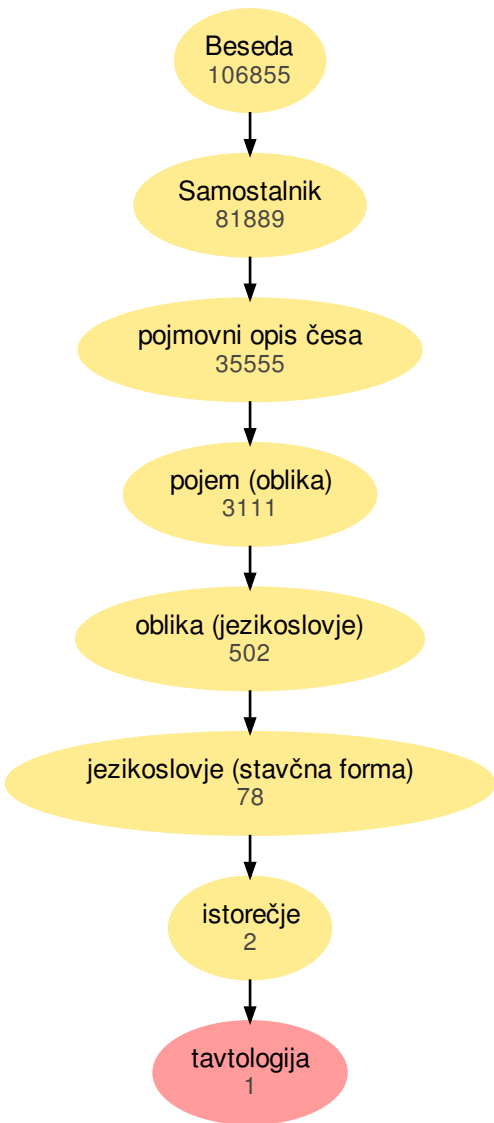 Beseda
106855
Samostalnik
81889
pojmovni opis česa
35555
pojem (oblika)
3111
oblika (jezikoslovje)
502
jezikoslovje (stavčna forma)
78
istorečje
2
tavtologija
1